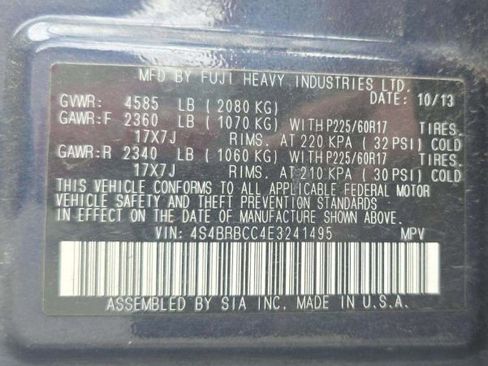 MFD BY FUJI HEAVY INDUSTRIES LTD.
GVWR: 4585 LB ( 2080 KG) DATE: 10/13
GAWR:F 2360 LB ( 1070 KG) WITH P225/60R17 TIRES.
17X7J RIMS. AT 220 KPA ( 32 PSI) COLD
GAWR:R 2340 LB ( 1060 KG) WITH P225/60R17 TIRES.
17X7J RIMS. AT 210 KPA ( 30 PSI) COLD
THIS VEHICLE CONFORMS TO ALL APPLICABLE FEDERAL MOTOR
VEHICLE SAFETY AND THEFT PREVENTION STANDARDS
IN EFFECT ON THE DATE OF MANUFACTURE SHOWN ABOVE.
VIN: 4S4BRBCC4E3241495 MPV
ASSEMBLED BY SIA INC. MADE IN U.S.A.